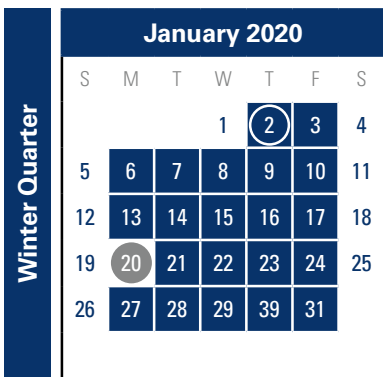 Winter Quarter
January 2020
S M T W T F S
1 2 3 4
5 6 7 8 9 10 11
12 13 14 15 16 17 18
19 20 21 22 23 24 25
26 27 28 29 39 31